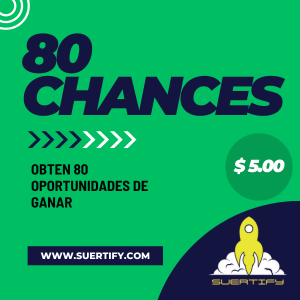 80
CHANCES
OBTEN 80
OPORTUNIDADES DE
GANAR
$ 5.00
WWW.SUERTIFY.COM
SUERTIFY